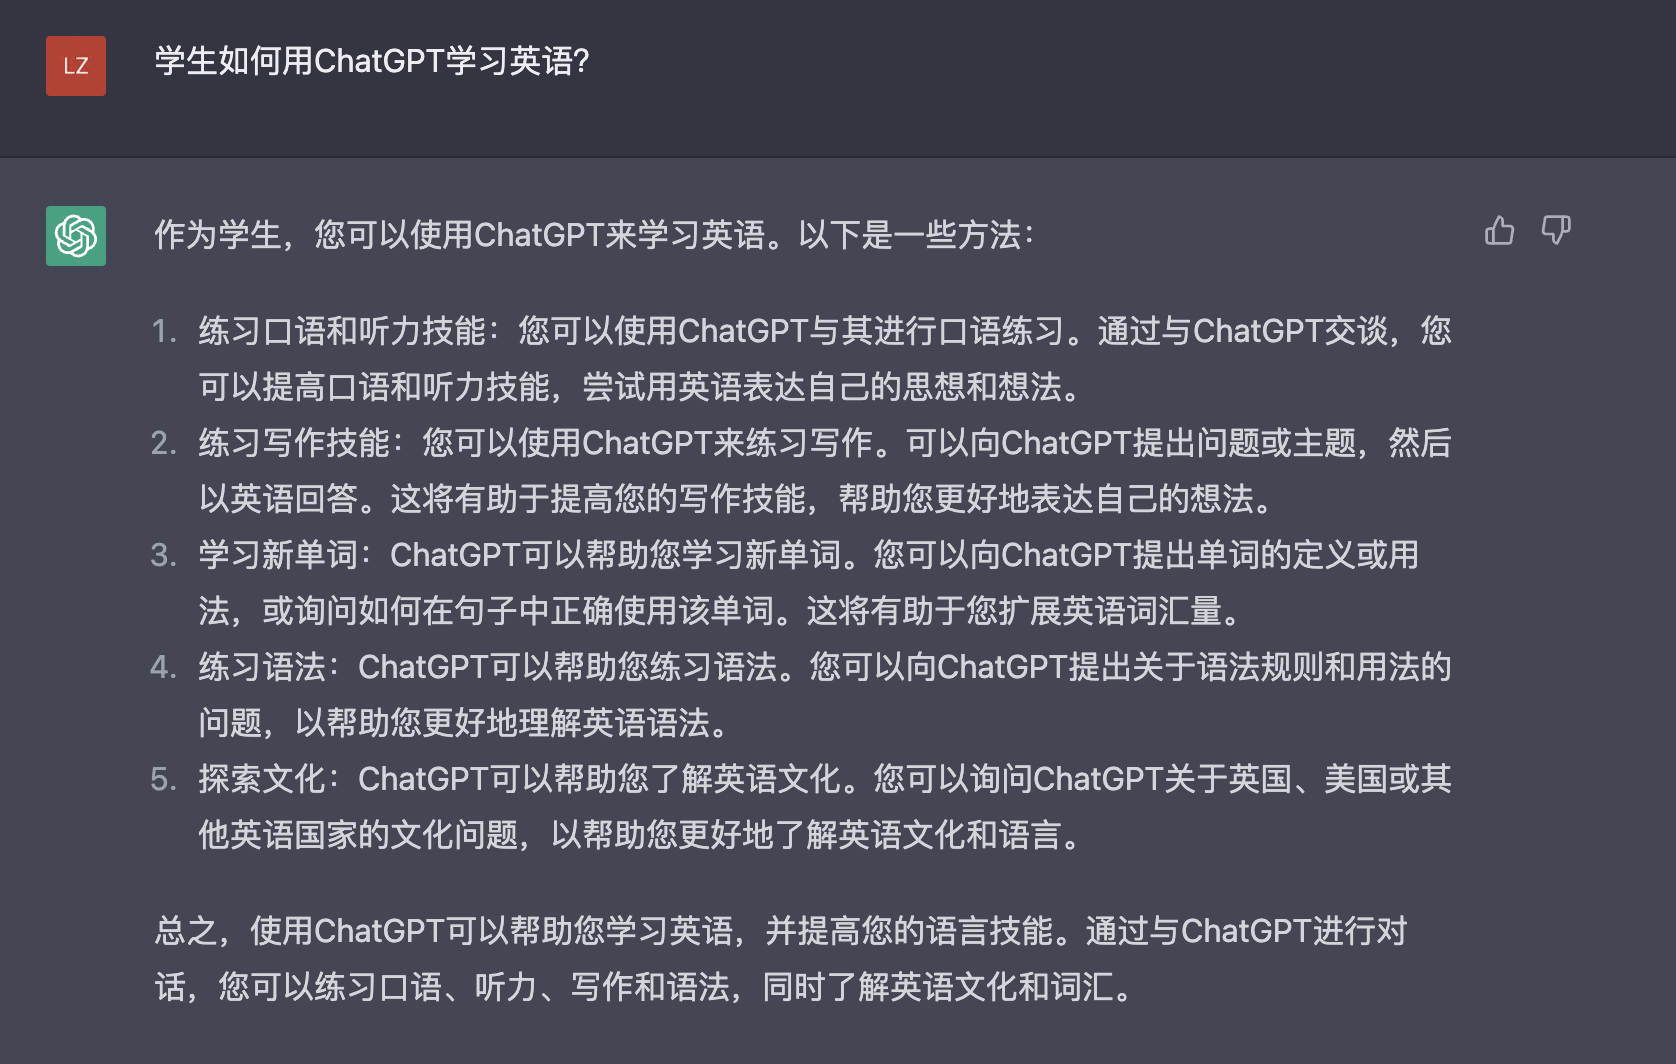 LZ
学生如何用ChatGPT学习英语?
作为学生，您可以使用ChatGPT来学习英语。以下是一些方法：
1. 练习口语和听力技能：您可以使用ChatGPT与其进行口语练习。通过与ChatGPT交谈，您
可以提高口语和听力技能，尝试用英语表达自己的思想和想法。
2. 练习写作技能：您可以使用ChatGPT来练习写作。可以向ChatGPT提出问题或主题，然后
以英语回答。这将有助于提高您的写作技能，帮助您更好地表达自己的想法。
3. 学习新单词：ChatGPT可以帮助您学习新单词。您可以向ChatGPT提出单词的定义或用
法，或询问如何在句子中正确使用该单词。这将有助于您扩展英语词汇量。
4. 练习语法：ChatGPT可以帮助您练习语法。您可以向ChatGPT提出关于语法规则和用法的
问题，以帮助您更好地理解英语语法。
5. 探索文化：ChatGPT可以帮助您了解英语文化。您可以询问ChatGPT关于英国、美国或其
他英语国家的文化问题，以帮助您更好地了解英语文化和语言。
总之，使用ChatGPT可以帮助您学习英语，并提高您的语言技能。通过与ChatGPT进行对
话，您可以练习口语、听力、写作和语法，同时了解英语文化和词汇。